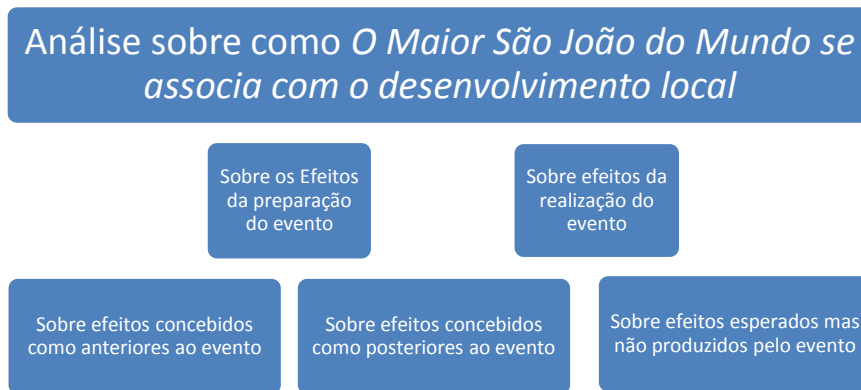 Análise sobre como O Maior São João do Mundo se
associa com o desenvolvimento local
Sobre os Efeitos
da preparação
do evento
Sobre efeitos da
realização do
evento
Sobre efeitos concebidos
como anteriores ao evento
Sobre efeitos concebidos
como posteriores ao evento
Sobre efeitos esperados mas
não produzidos pelo evento